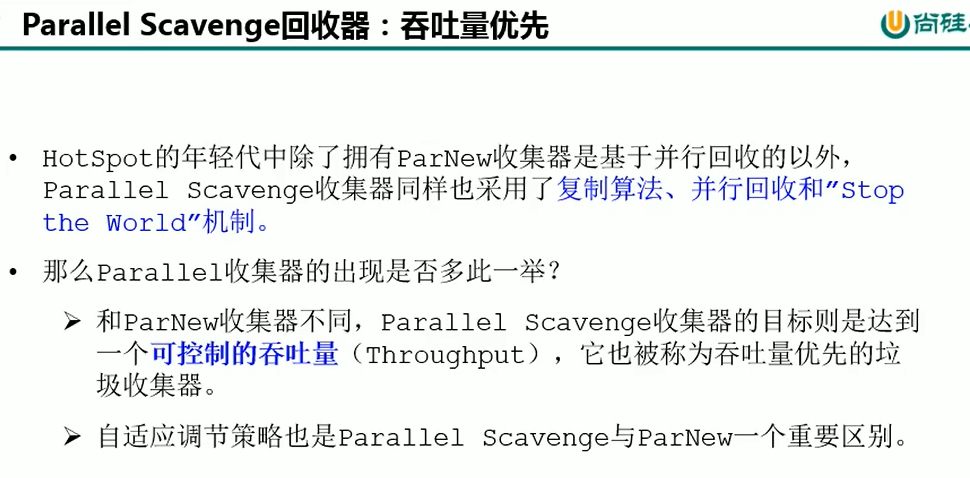 Parallel Scavenge回收器：吞吐量优先
尚硅
• HotSpot的年轻代中除了拥有ParNew收集器是基于并行回收的以外，
Parallel Scavenge收集器同样也采用了复制算法、并行回收和"Stop
the World"机制。
• 那么Parallel收集器的出现是否多此一举？
➢ 和ParNew收集器不同，Parallel Scavenge收集器的目标则是达到
一个可控制的吞吐量（Throughput），它也被称为吞吐量优先的垃
圾收集器。
➢ 自适应调节策略也是Parallel Scavenge与ParNew一个重要区别。